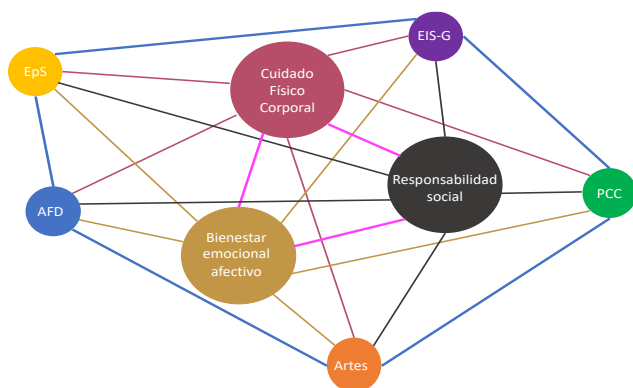 EIS-G
EpS
Cuidado
Físico
Corporal
Responsabilidad
social
PCC
AFD
Bienestar
emocional
afectivo
Artes